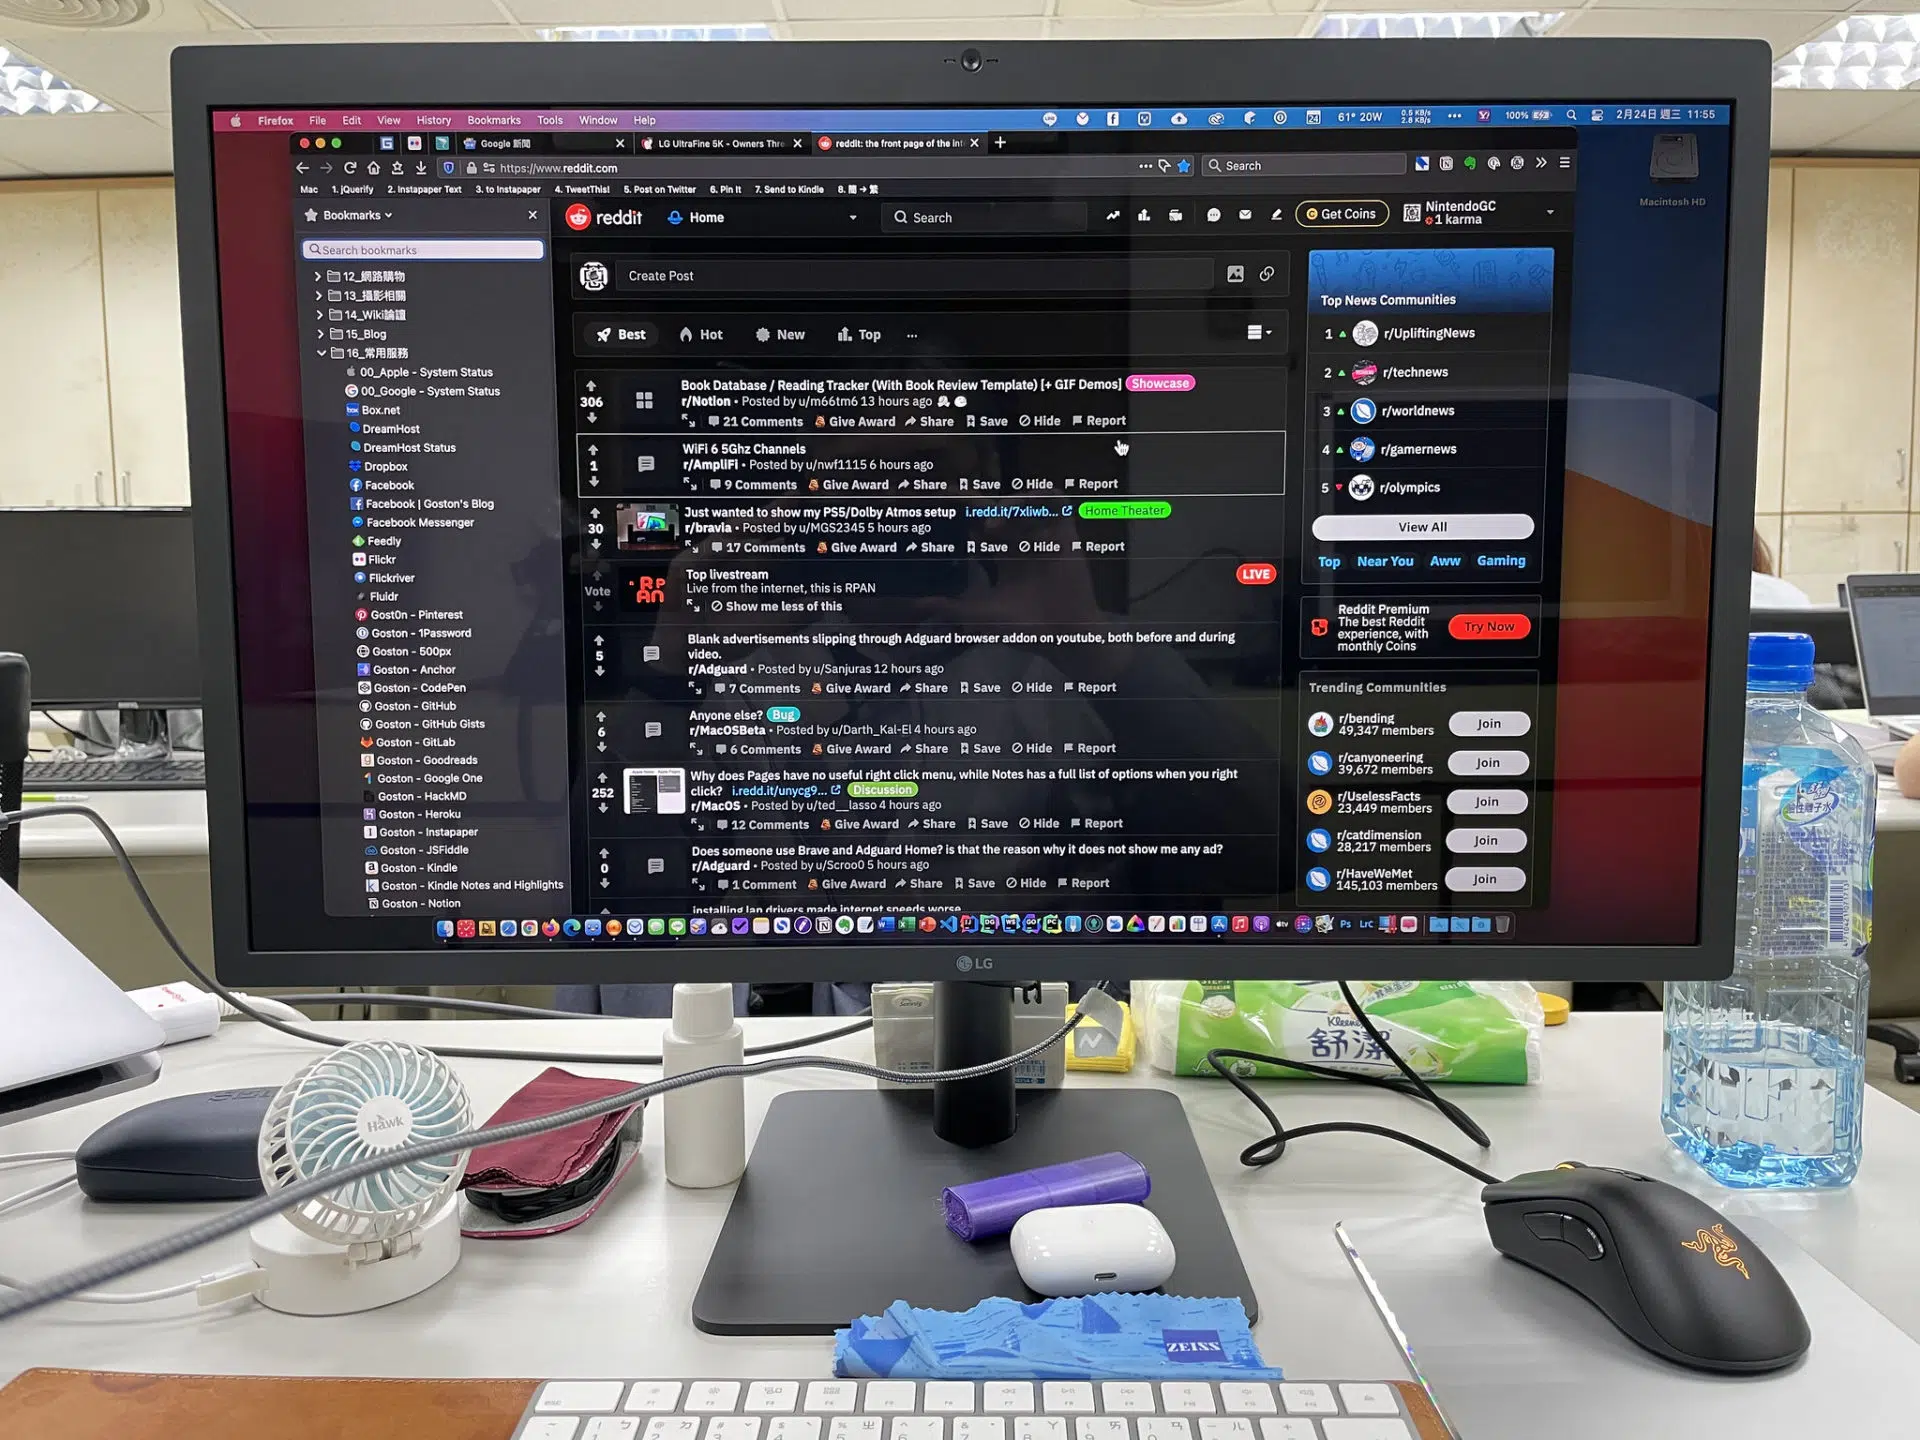 Firefox File Edit View History Bookmarks Tools Window Help
61° 20W 0.5 KB/s 2.8 KB/s 100% 2月24日 週三 11:55
Google 新聞
LG UltraFine 5K - Owners Thre
reddit: the front page of the int
https://www.reddit.com
Search
Mac 1. jQuerify 2. Instapaper Text 3. to Instapaper 4. TweetThis! 5. Post on Twitter 6. Pin It 7. Send to Kindle 8. 簡 → 繁
Macintosh HD
Bookmarks
Search bookmarks
12_網路購物
13_攝影相關
14_Wiki論壇
15_Blog
16_常用服務
00_Apple - System Status
00_Google - System Status
Box.net
DreamHost
DreamHost Status
Dropbox
Facebook
Facebook | Goston's Blog
Facebook Messenger
Feedly
Flickr
Flickriver
Fluidr
Gost0n - Pinterest
Goston - 1Password
Goston - 500px
Goston - Anchor
Goston - CodePen
Goston - GitHub
Goston - GitHub Gists
Goston - GitLab
Goston - Goodreads
Goston - Google One
Goston - HackMD
Goston - Heroku
Goston - Instapaper
Goston - JSFiddle
Goston - Kindle
Goston - Kindle Notes and Highlights
Goston - Notion
reddit Home Search Get Coins NintendoGC
1 karma
Create Post
Best Hot New Top ...
306
Book Database / Reading Tracker (With Book Review Template) [+ GIF Demos] Showcase
r/Notion • Posted by u/m66tm6 13 hours ago
21 Comments Give Award Share Save Hide Report
1
WiFi 6 5Ghz Channels
r/AmpliFi • Posted by u/nwf1115 6 hours ago
9 Comments Give Award Share Save Hide Report
30
Just wanted to show my PS5/Dolby Atmos setup i.redd.it/7xliwb... Home Theater
r/bravia • Posted by u/MGS2345 5 hours ago
17 Comments Give Award Share Save Hide Report
Vote
RPAN
Top livestream LIVE
Live from the internet, this is RPAN
Show me less of this
5
Blank advertisements slipping through Adguard browser addon on youtube, both before and during
video.
r/Adguard • Posted by u/Sanjuras 12 hours ago
7 Comments Give Award Share Save Hide Report
6
Anyone else? Bug
r/MacOSBeta • Posted by u/Darth_Kal-El 4 hours ago
6 Comments Give Award Share Save Hide Report
252
Why does Pages have no useful right click menu, while Notes has a full list of options when you right
click? i.redd.it/unycg9... Discussion
r/MacOS • Posted by u/ted__lasso 4 hours ago
12 Comments Give Award Share Save Hide Report
0
Does someone use Brave and Adguard Home? is that the reason why it does not show me any ad?
r/Adguard • Posted by u/Scroo0 5 hours ago
1 Comment Give Award Share Save Hide Report
installing lan drivers made internet speeds worse
Top News Communities
1 r/UpliftingNews
2 r/technews
3 r/worldnews
4 r/gamernews
5 r/olympics
View All
Top Near You Aww Gaming
Reddit Premium
The best Reddit
experience, with
monthly Coins
Try Now
Trending Communities
r/bending
49,347 members
Join
r/canyoneering
39,672 members
Join
r/UselessFacts
23,449 members
Join
r/catdimension
28,217 members
Join
r/HaveWeMet
145,103 members
Join
Ps Lrc
LG
Kleenex
舒潔
Hawk
ZEISS